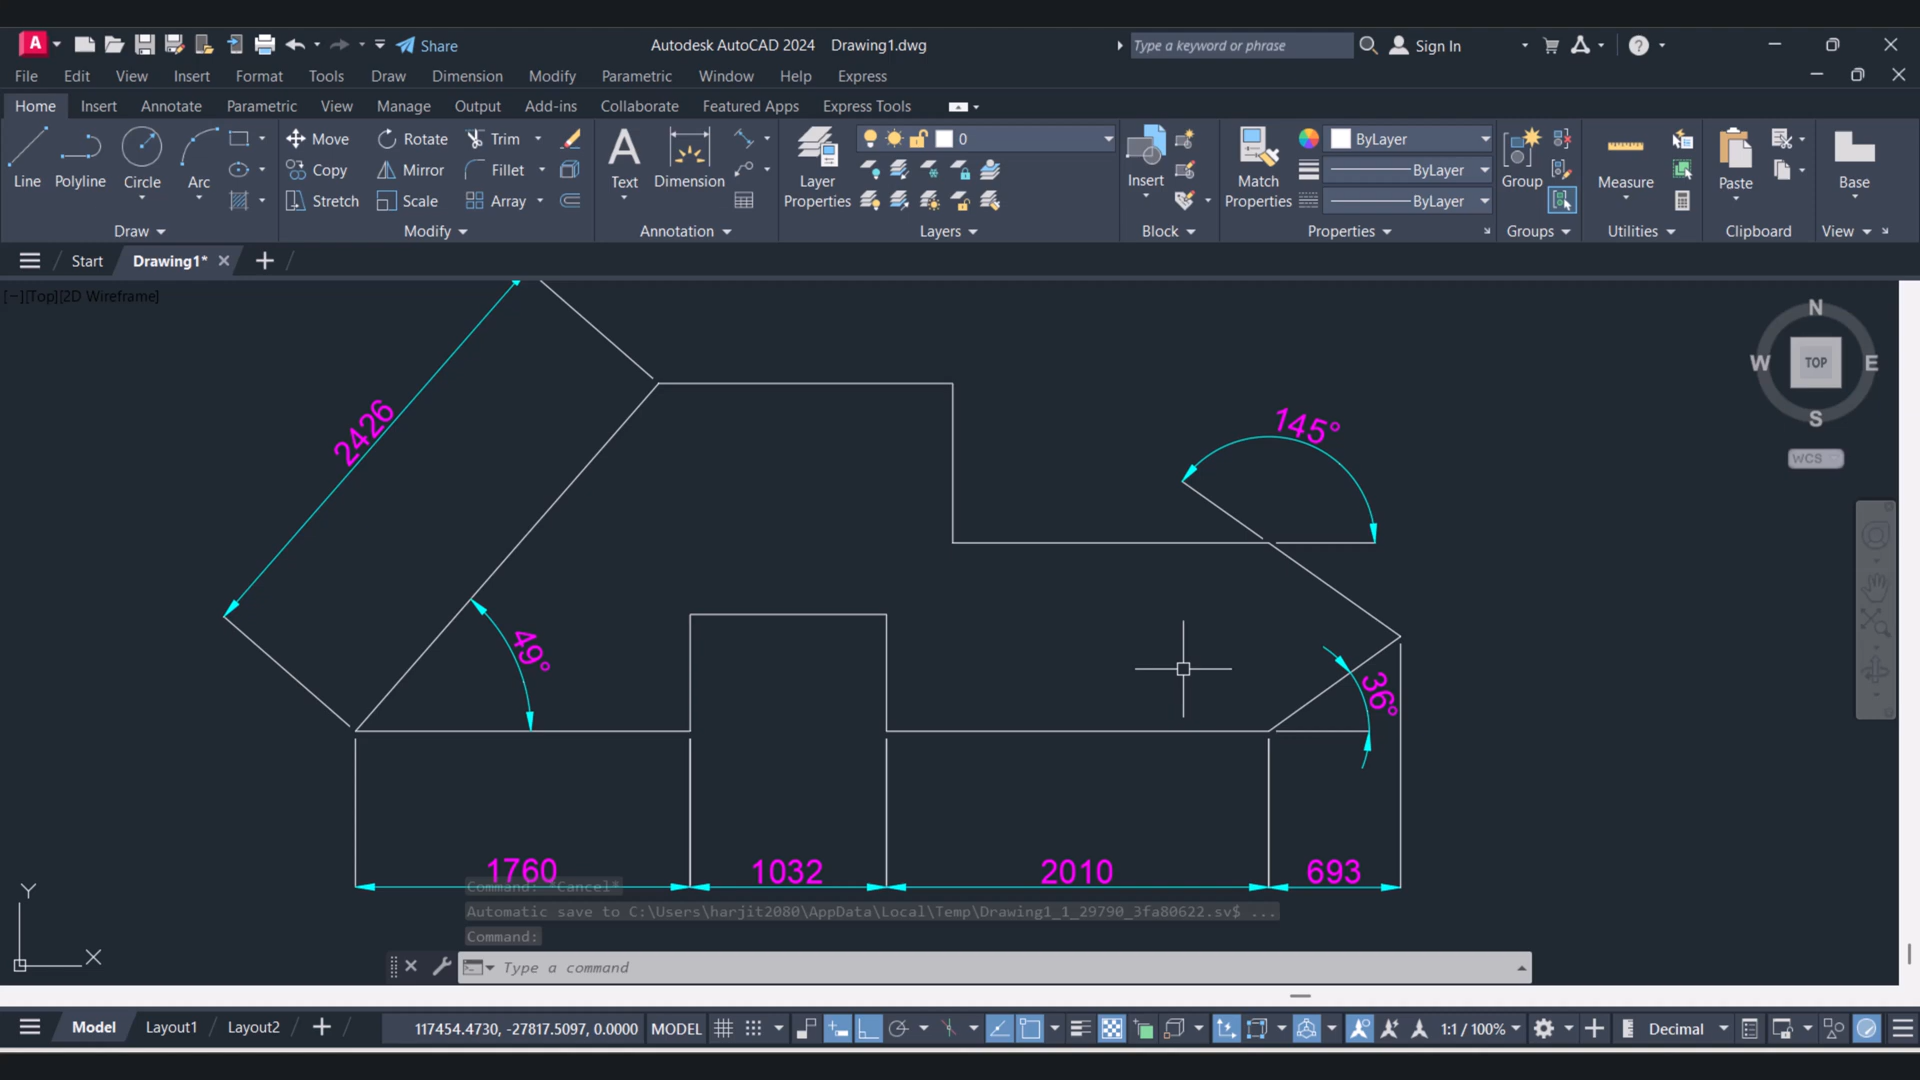 A Share Autodesk AutoCAD 2024 Drawing1.dwg Type a keyword or phrase Sign In ?
File Edit View Insert Format Tools Draw Dimension Modify Parametric Window Help Express
Home Insert Annotate Parametric View Manage Output Add-ins Collaborate Featured Apps Express Tools
Line Polyline Circle Arc
Move Rotate Trim
Copy Mirror Fillet
Stretch Scale Array
A
Text Dimension
Layer Properties
0
Insert
Match Properties
ByLayer
ByLayer
ByLayer
Group Measure Paste Base
Draw Modify Annotation Layers Block Properties Groups Utilities Clipboard View
Start Drawing1* +
[−][Top][2D Wireframe]
N
W TOP E
S
WCS
2426
145°
49°
36°
1760 1032 2010 693
Y
X
Command: *Cancel*
Automatic save to C:\Users\harjit2080\AppData\Local\Temp\Drawing1_1_29790_3fa80622.sv$ ...
Command:
Type a command
Model Layout1 Layout2 + 117454.4730, -27817.5097, 0.0000 MODEL 1:1 / 100% Decimal